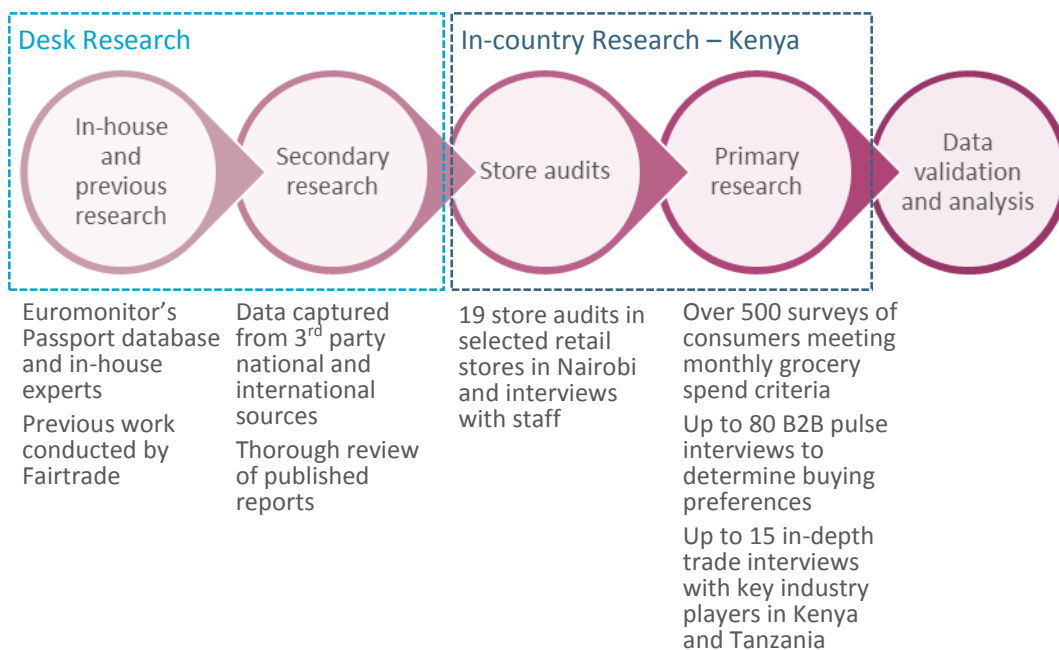 Desk Research
In-country Research – Kenya
In-house
and
previous
research
Secondary
research
Store audits
Primary
research
Data
validation
and analysis
Euromonitor's
Passport database
and in-house
experts
Previous work
conducted by
Fairtrade
Data captured
from 3rd party
national and
international
sources
Thorough review
of published
reports
19 store audits in
selected retail
stores in Nairobi
and interviews
with staff
Over 500 surveys of
consumers meeting
monthly grocery
spend criteria
Up to 80 B2B pulse
interviews to
determine buying
preferences
Up to 15 in-depth
trade interviews
with key industry
players in Kenya
and Tanzania